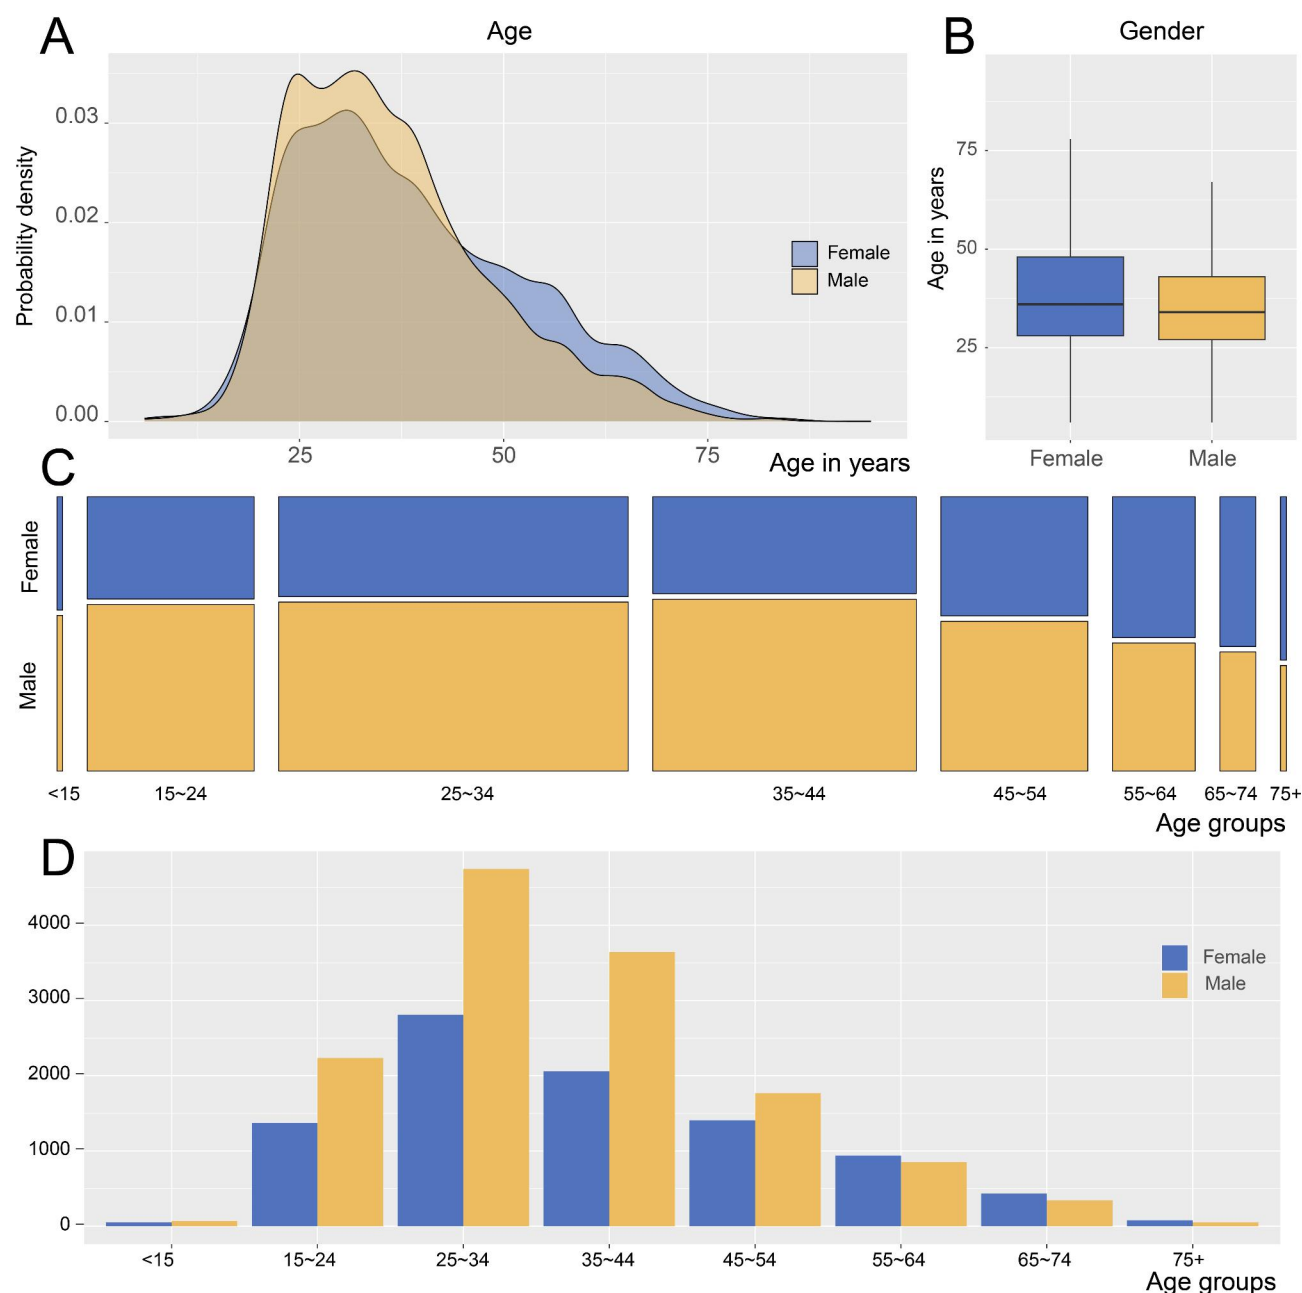 A
Age
Probability density
0.03
0.02
0.01
0.00
Female
Male
25
50
75
Age in years
B
Gender
Age in years
75
50
25
Female
Male
C
Female
Male
<15
15~24
25~34
35~44
45~54
55~64
65~74
75+
Age groups
D
4000
3000
2000
1000
0
Female
Male
<15
15~24
25~34
35~44
45~54
55~64
65~74
75+
Age groups